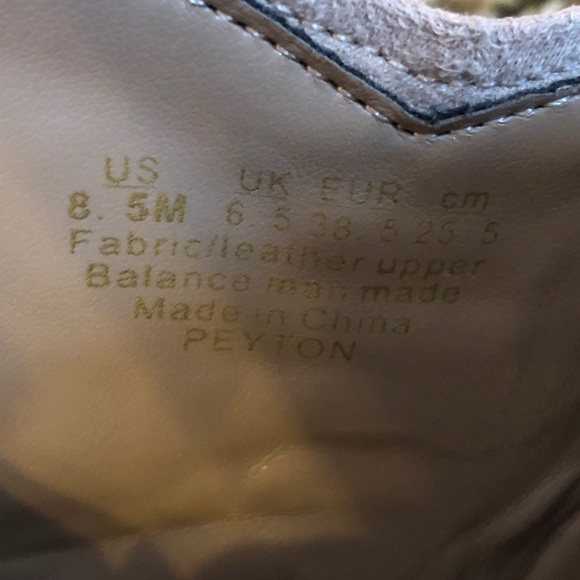 US UK EUR cm
8. 5M 6. 5 38. 5 25 5
Fabric/leather upper
Balance man made
Made in China
PEYTON